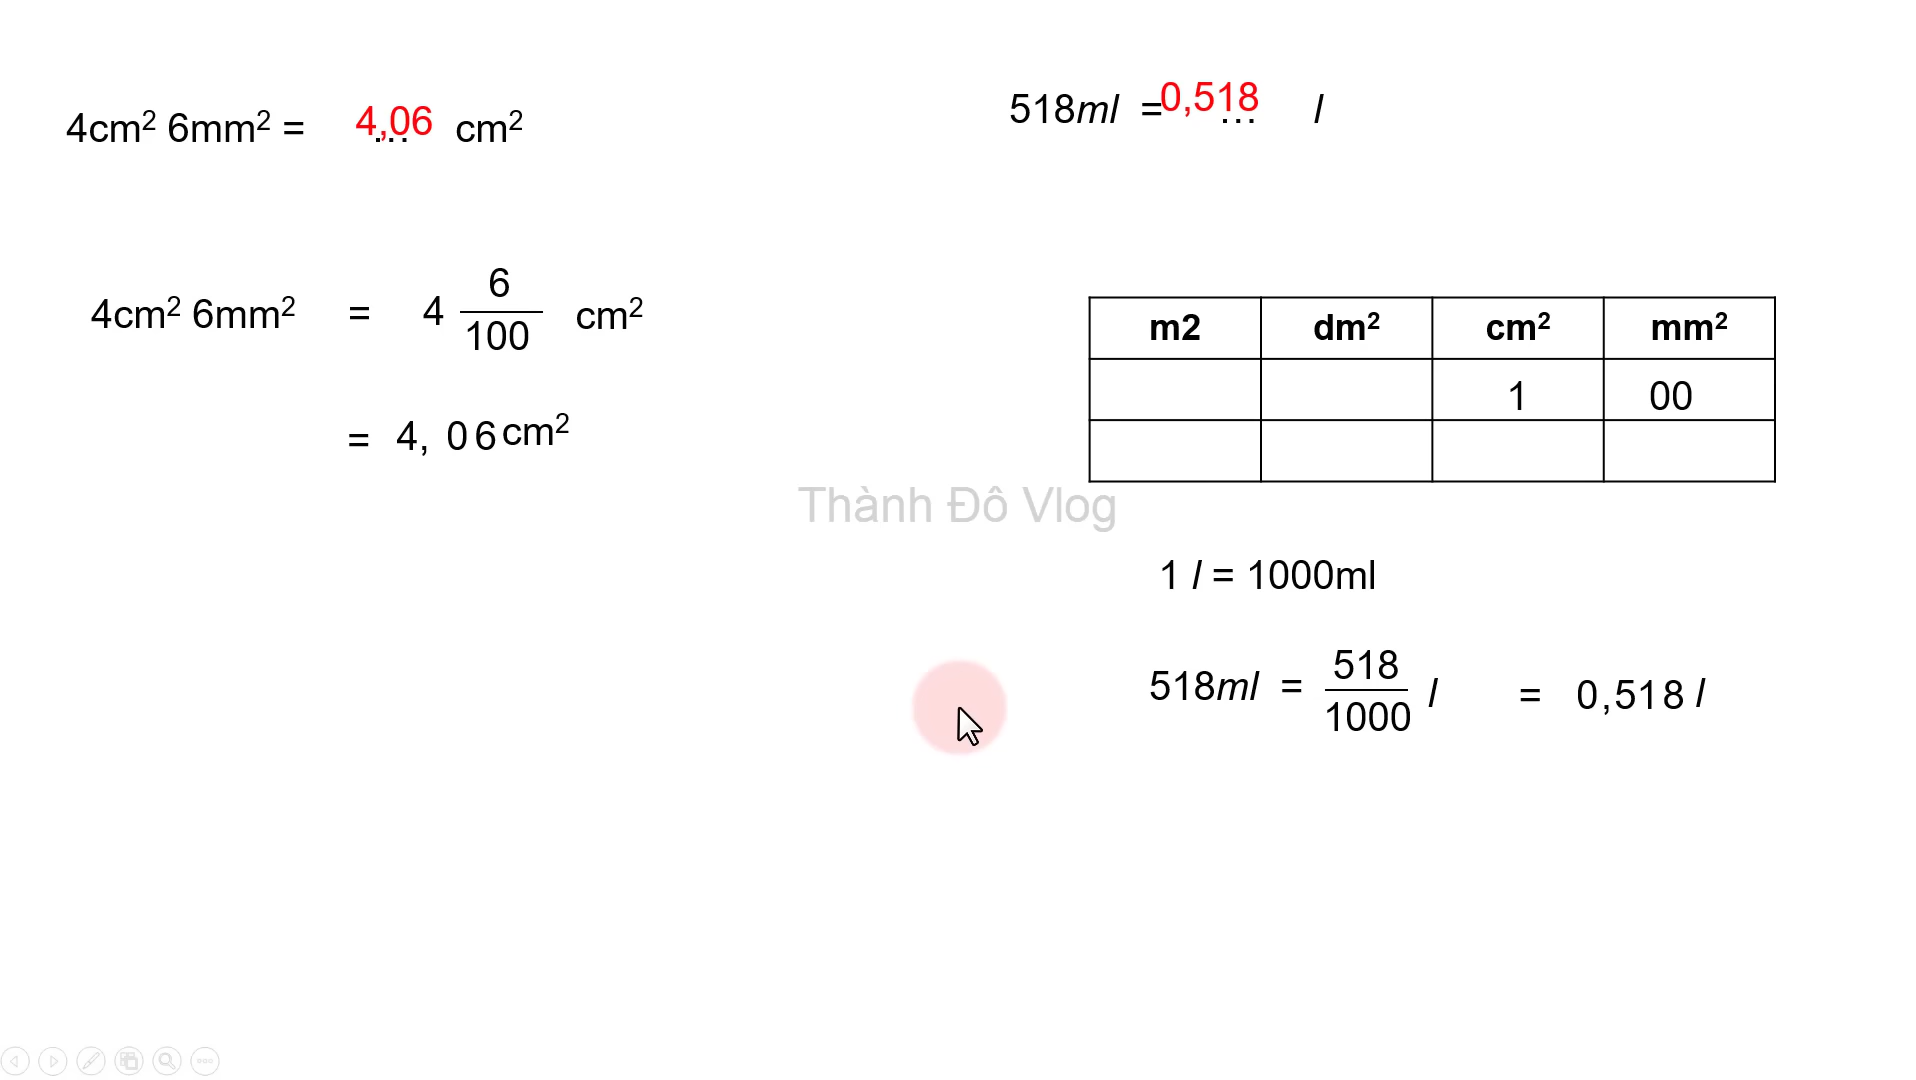 4cm² 6mm² = 4,06 ... cm²
518ml = 0,518 ... l
4cm² 6mm² = 4 6/100 cm²
= 4, 06 cm²
m2 dm² cm² mm²
1 00
Thành Đô Vlog
1 l = 1000ml
518ml = 518/1000 l = 0,518 l